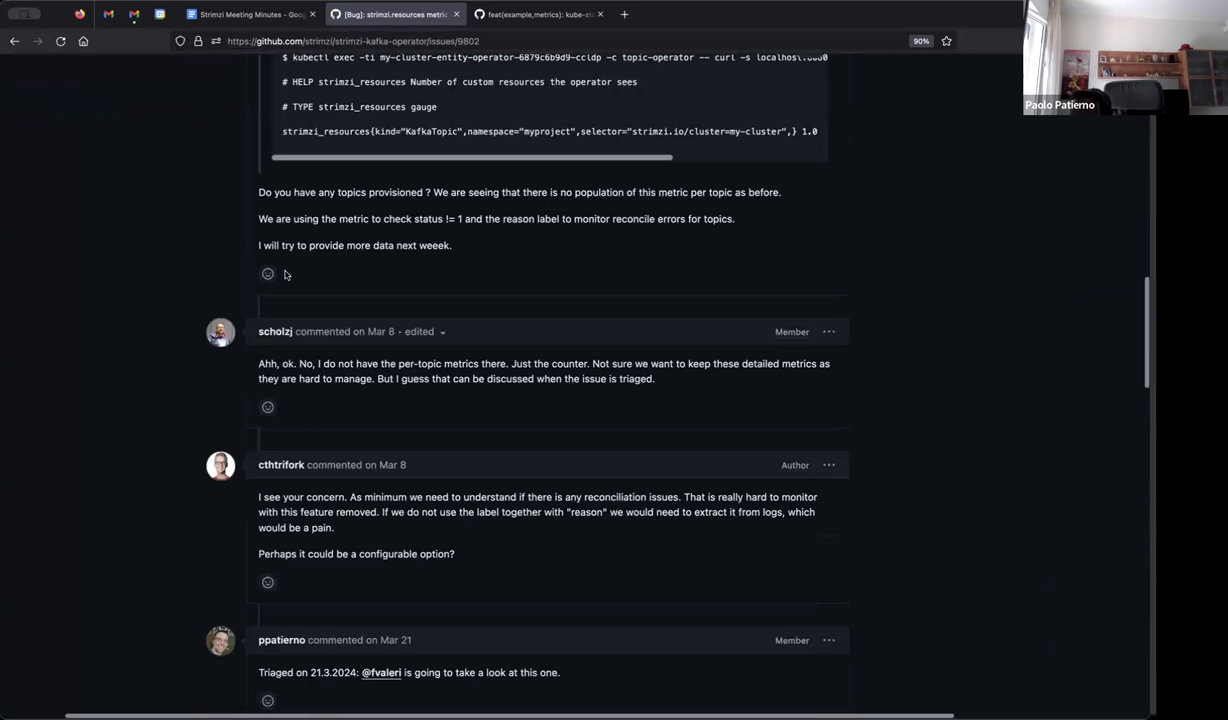 Strimzi Meeting Minutes - Goog
[Bug]: strimzi.resources metric
feat(example,metrics): kube-st
https://github.com/strimzi/strimzi-kafka-operator/issues/9802
90%
Paolo Patierno
$ kubectl exec -ti my-cluster-entity-operator-6879c6b9d9-ccldp -c topic-operator -- curl -s localhost:8080
# HELP strimzi_resources Number of custom resources the operator sees
# TYPE strimzi_resources gauge
strimzi_resources{kind="KafkaTopic",namespace="myproject",selector="strimzi.io/cluster=my-cluster",} 1.0
Do you have any topics provisioned ? We are seeing that there is no population of this metric per topic as before.
We are using the metric to check status != 1 and the reason label to monitor reconcile errors for topics.
I will try to provide more data next weeek.
scholzj commented on Mar 8 • edited
Member
Ahh, ok. No, I do not have the per-topic metrics there. Just the counter. Not sure we want to keep these detailed metrics as
they are hard to manage. But I guess that can be discussed when the issue is triaged.
cthtrifork commented on Mar 8
Author
I see your concern. As minimum we need to understand if there is any reconciliation issues. That is really hard to monitor
with this feature removed. If we do not use the label together with "reason" we would need to extract it from logs, which
would be a pain.
Perhaps it could be a configurable option?
ppatierno commented on Mar 21
Member
Triaged on 21.3.2024: @fvaleri is going to take a look at this one.